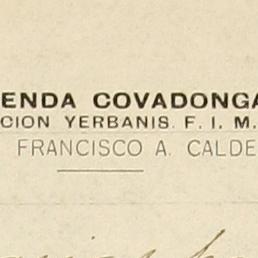 ENDA COVADONGA
CION YERBANIS. F. I. M.
FRANCISCO A. CALDE